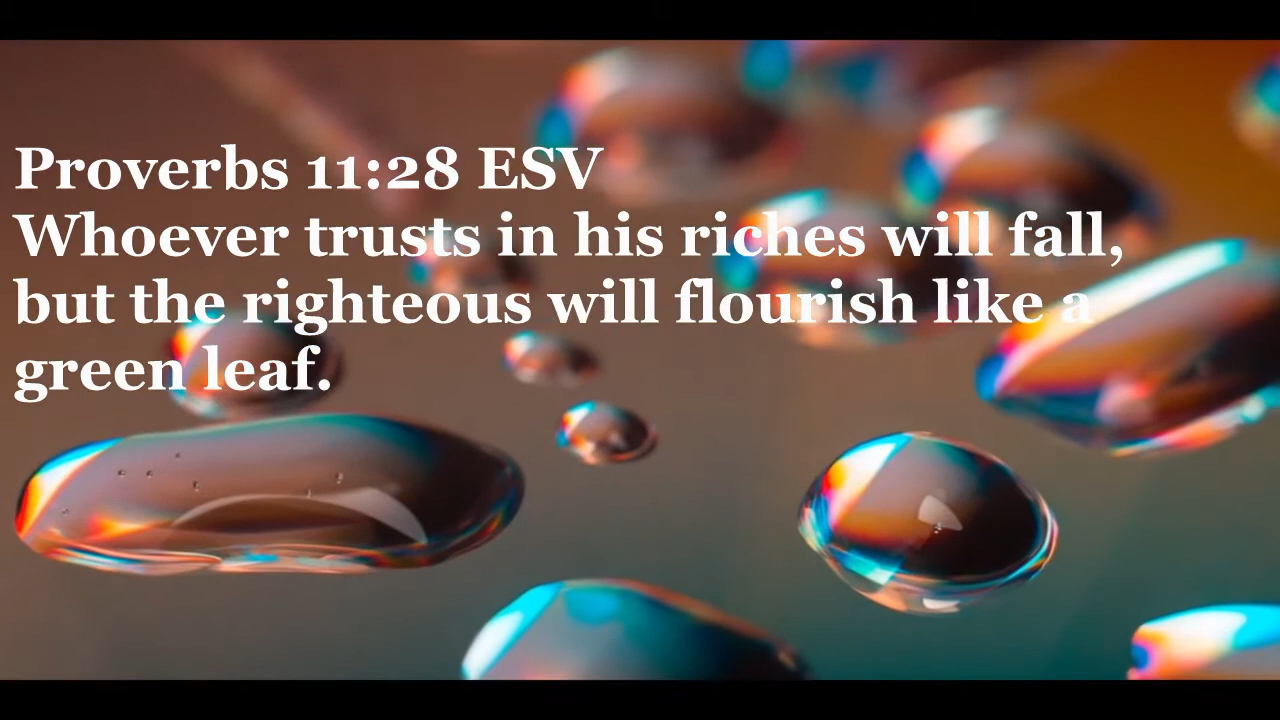 Proverbs 11:28 ESV
Whoever trusts in his riches will fall,
but the righteous will flourish like a
green leaf.